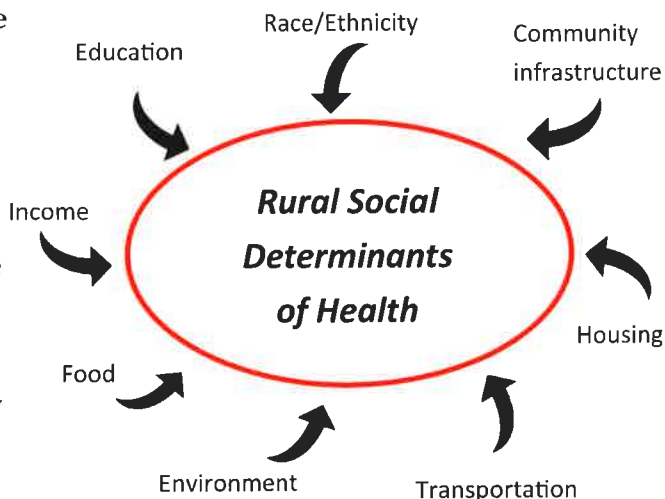 Race/Ethnicity
Community
infrastructure
Education
Income
Rural Social
Determinants
of Health
Housing
Food
Environment
Transportation